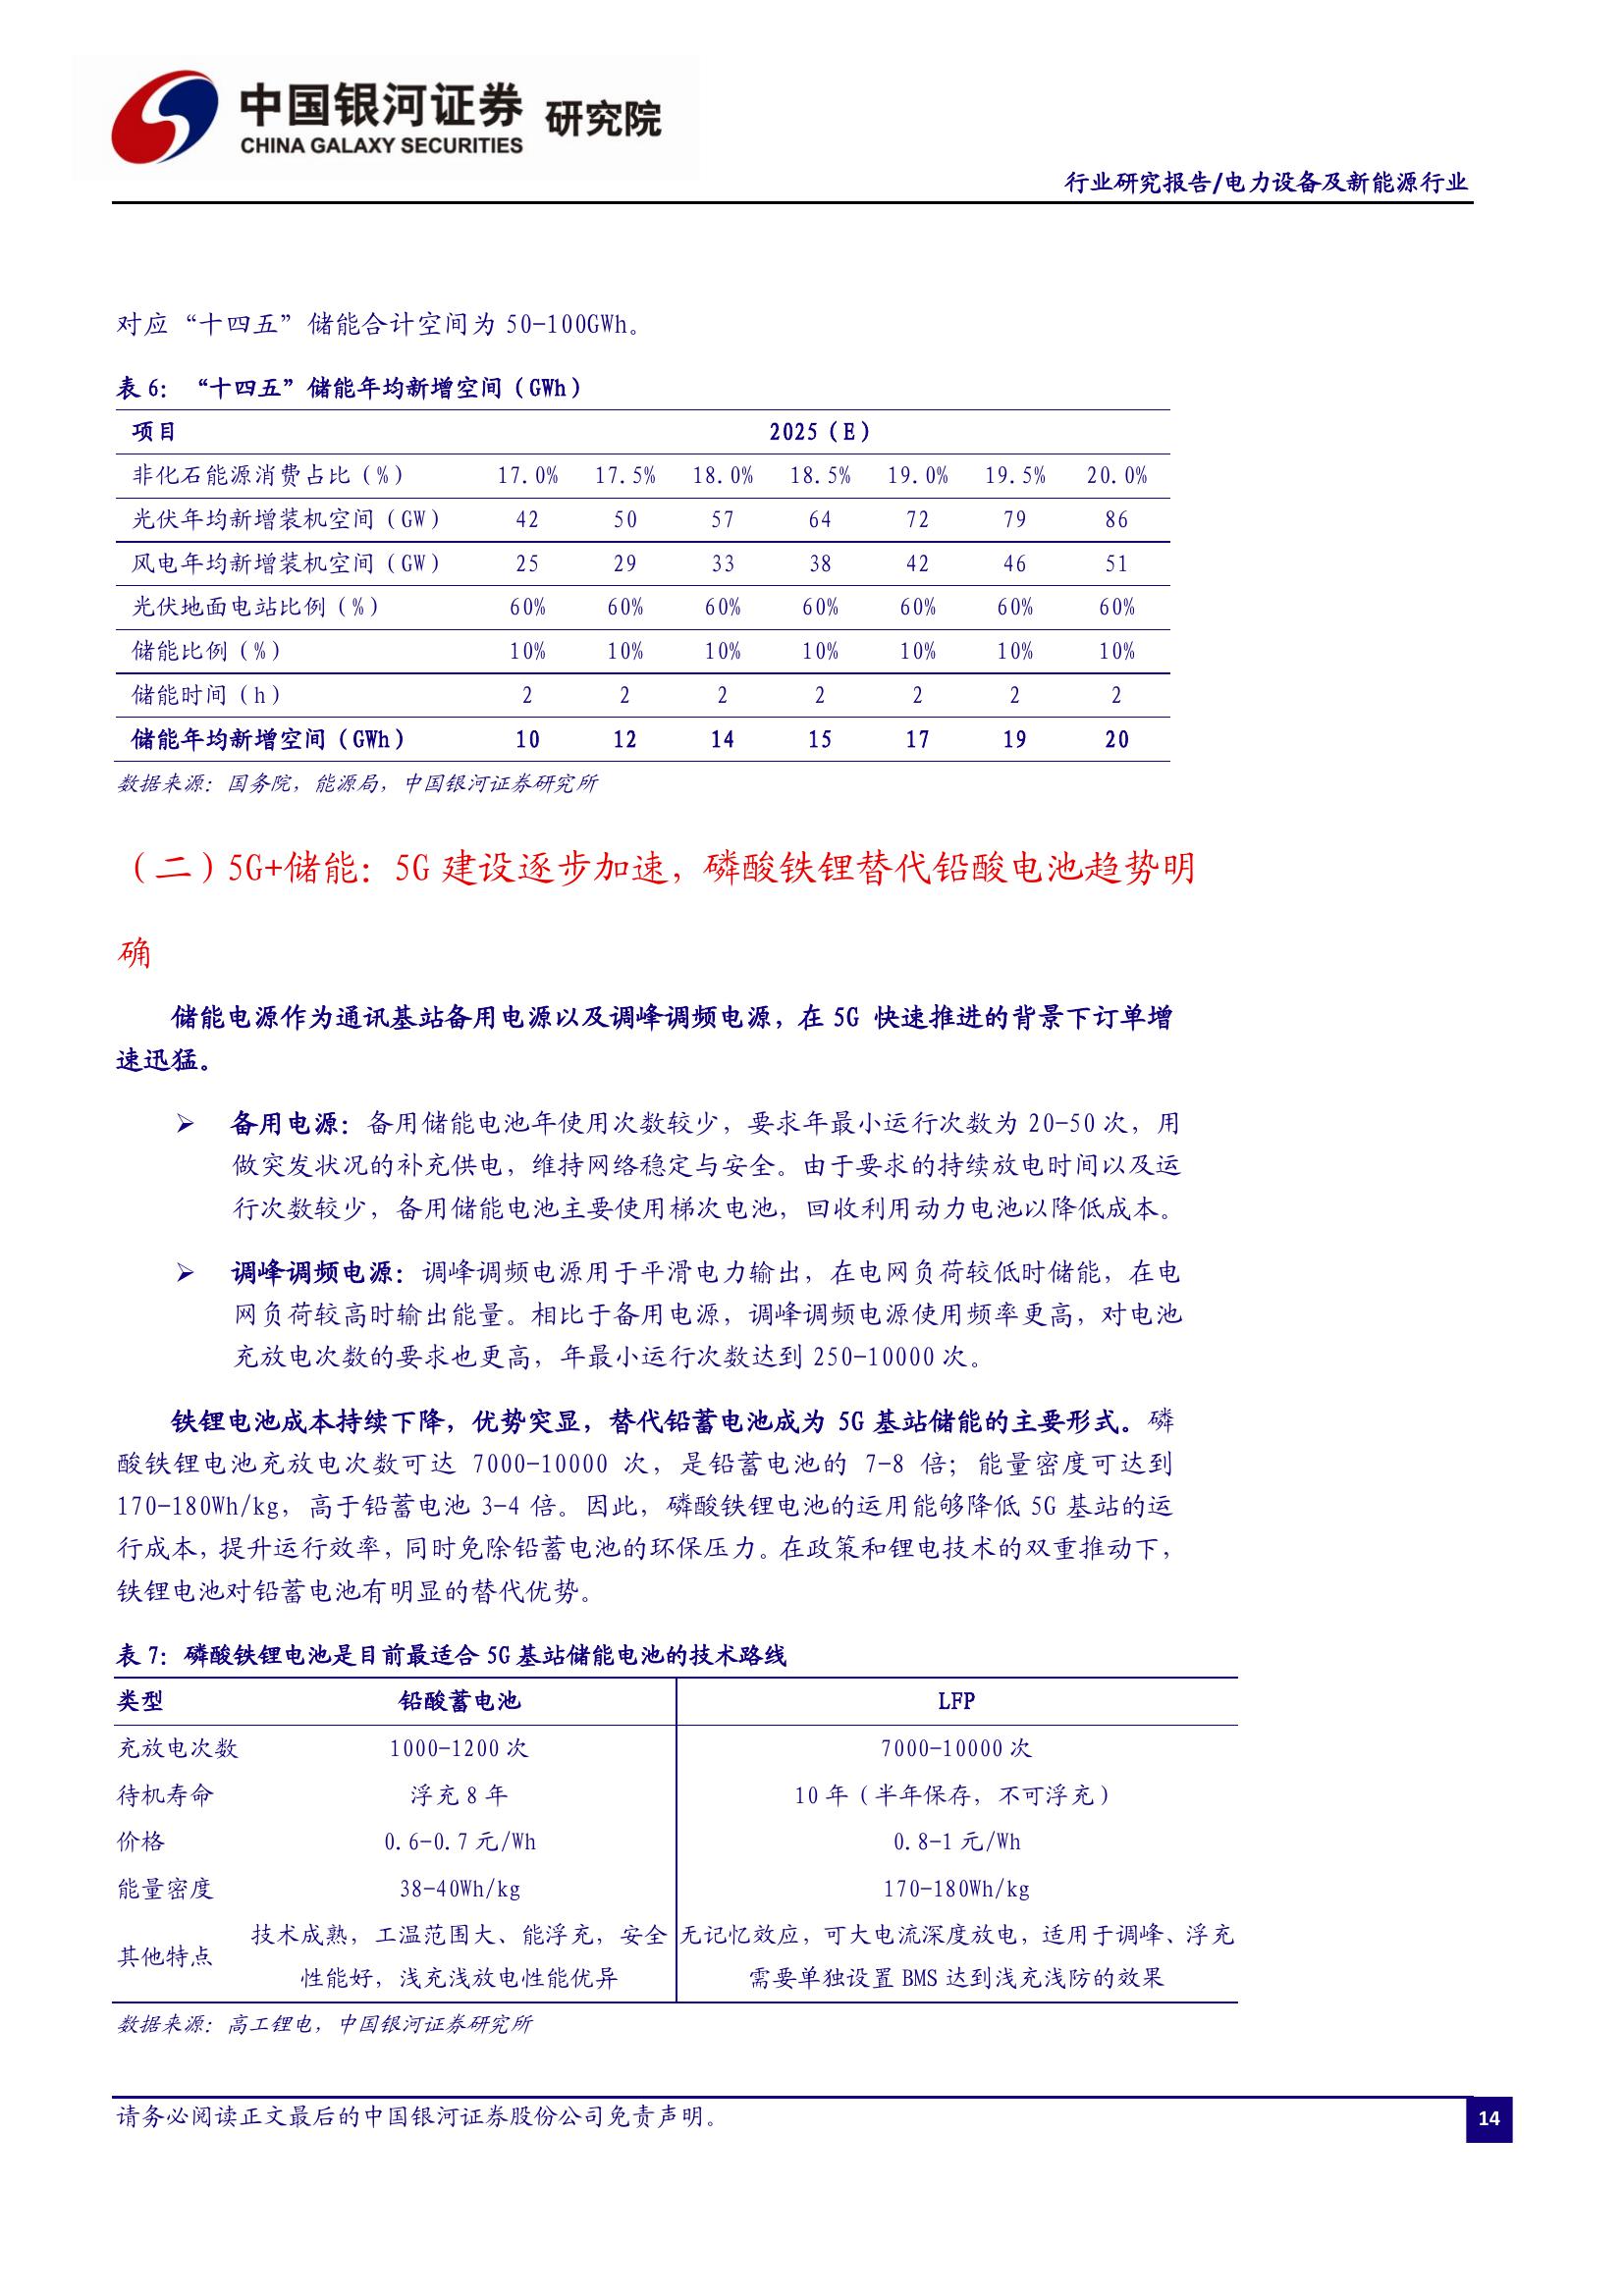 中国银河证券 研究院
CHINA GALAXY SECURITIES
行业研究报告/电力设备及新能源行业
对应“十四五”储能合计空间为 50-100GWh。
表 6：“十四五”储能年均新增空间（GWh）
项目 2025（E）
非化石能源消费占比（%） 17.0% 17.5% 18.0% 18.5% 19.0% 19.5% 20.0%
光伏年均新增装机空间（GW） 42 50 57 64 72 79 86
风电年均新增装机空间（GW） 25 29 33 38 42 46 51
光伏地面电站比例（%） 60% 60% 60% 60% 60% 60% 60%
储能比例（%） 10% 10% 10% 10% 10% 10% 10%
储能时间（h） 2 2 2 2 2 2 2
储能年均新增空间（GWh） 10 12 14 15 17 19 20
数据来源：国务院，能源局，中国银河证券研究所
（二）5G+储能：5G 建设逐步加速，磷酸铁锂替代铅酸电池趋势明
确
储能电源作为通讯基站备用电源以及调峰调频电源，在 5G 快速推进的背景下订单增
速迅猛。
➢ 备用电源：备用储能电池年使用次数较少，要求年最小运行次数为 20-50 次，用
做突发状况的补充供电，维持网络稳定与安全。由于要求的持续放电时间以及运
行次数较少，备用储能电池主要使用梯次电池，回收利用动力电池以降低成本。
➢ 调峰调频电源：调峰调频电源用于平滑电力输出，在电网负荷较低时储能，在电
网负荷较高时输出能量。相比于备用电源，调峰调频电源使用频率更高，对电池
充放电次数的要求也更高，年最小运行次数达到 250-10000 次。
铁锂电池成本持续下降，优势突显，替代铅蓄电池成为 5G 基站储能的主要形式。磷
酸铁锂电池充放电次数可达 7000-10000 次，是铅蓄电池的 7-8 倍；能量密度可达到
170-180Wh/kg，高于铅蓄电池 3-4 倍。因此，磷酸铁锂电池的运用能够降低 5G 基站的运
行成本，提升运行效率，同时免除铅蓄电池的环保压力。在政策和锂电技术的双重推动下，
铁锂电池对铅蓄电池有明显的替代优势。
表 7：磷酸铁锂电池是目前最适合 5G 基站储能电池的技术路线
类型 铅酸蓄电池 LFP
充放电次数 1000-1200 次 7000-10000 次
待机寿命 浮充 8 年 10 年（半年保存，不可浮充）
价格 0.6-0.7 元/Wh 0.8-1 元/Wh
能量密度 38-40Wh/kg 170-180Wh/kg
其他特点
技术成熟，工温范围大、能浮充，安全
性能好，浅充浅放电性能优异
无记忆效应，可大电流深度放电，适用于调峰、浮充
需要单独设置 BMS 达到浅充浅防的效果
数据来源：高工锂电，中国银河证券研究所
请务必阅读正文最后的中国银河证券股份公司免责声明。
14